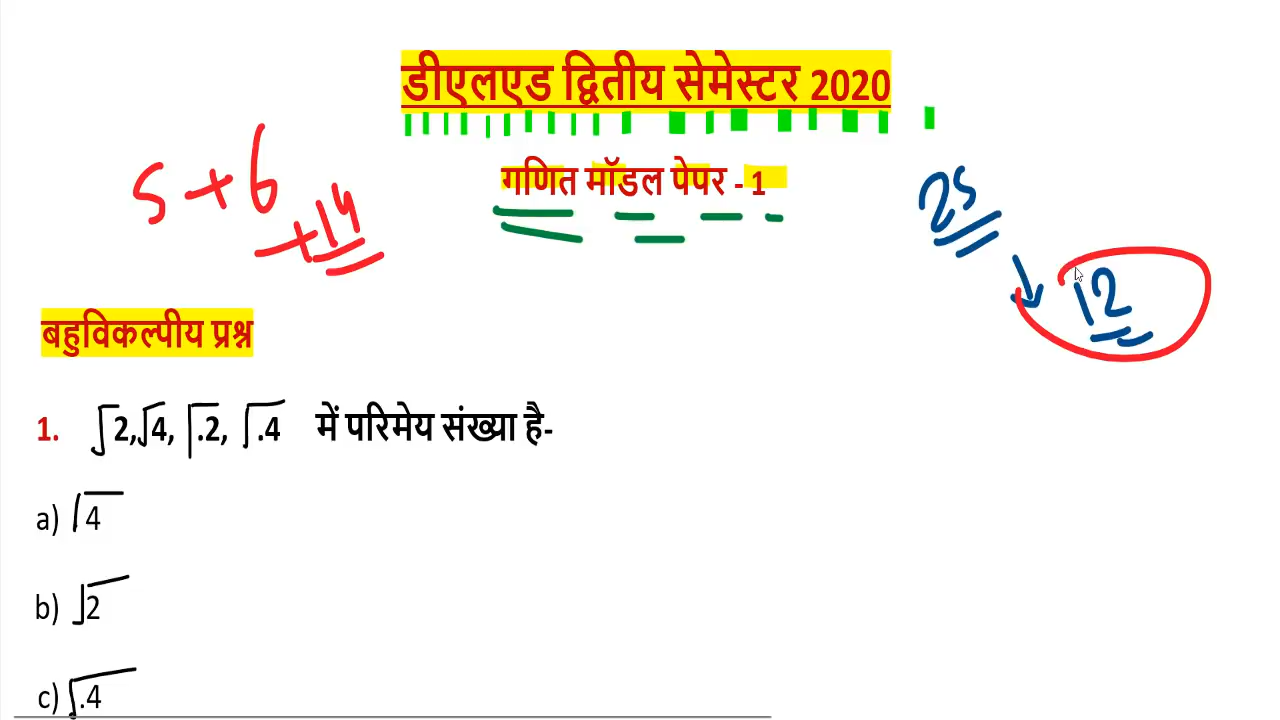 डीएलएड द्वितीय सेमेस्टर 2020
गणित मॉडल पेपर - 1
5 + 6
+ 14
25
12
बहुविकल्पीय प्रश्न
1. √2, √4, √.2, √.4 में परिमेय संख्या है-
a) √4
b) √2
c) √.4